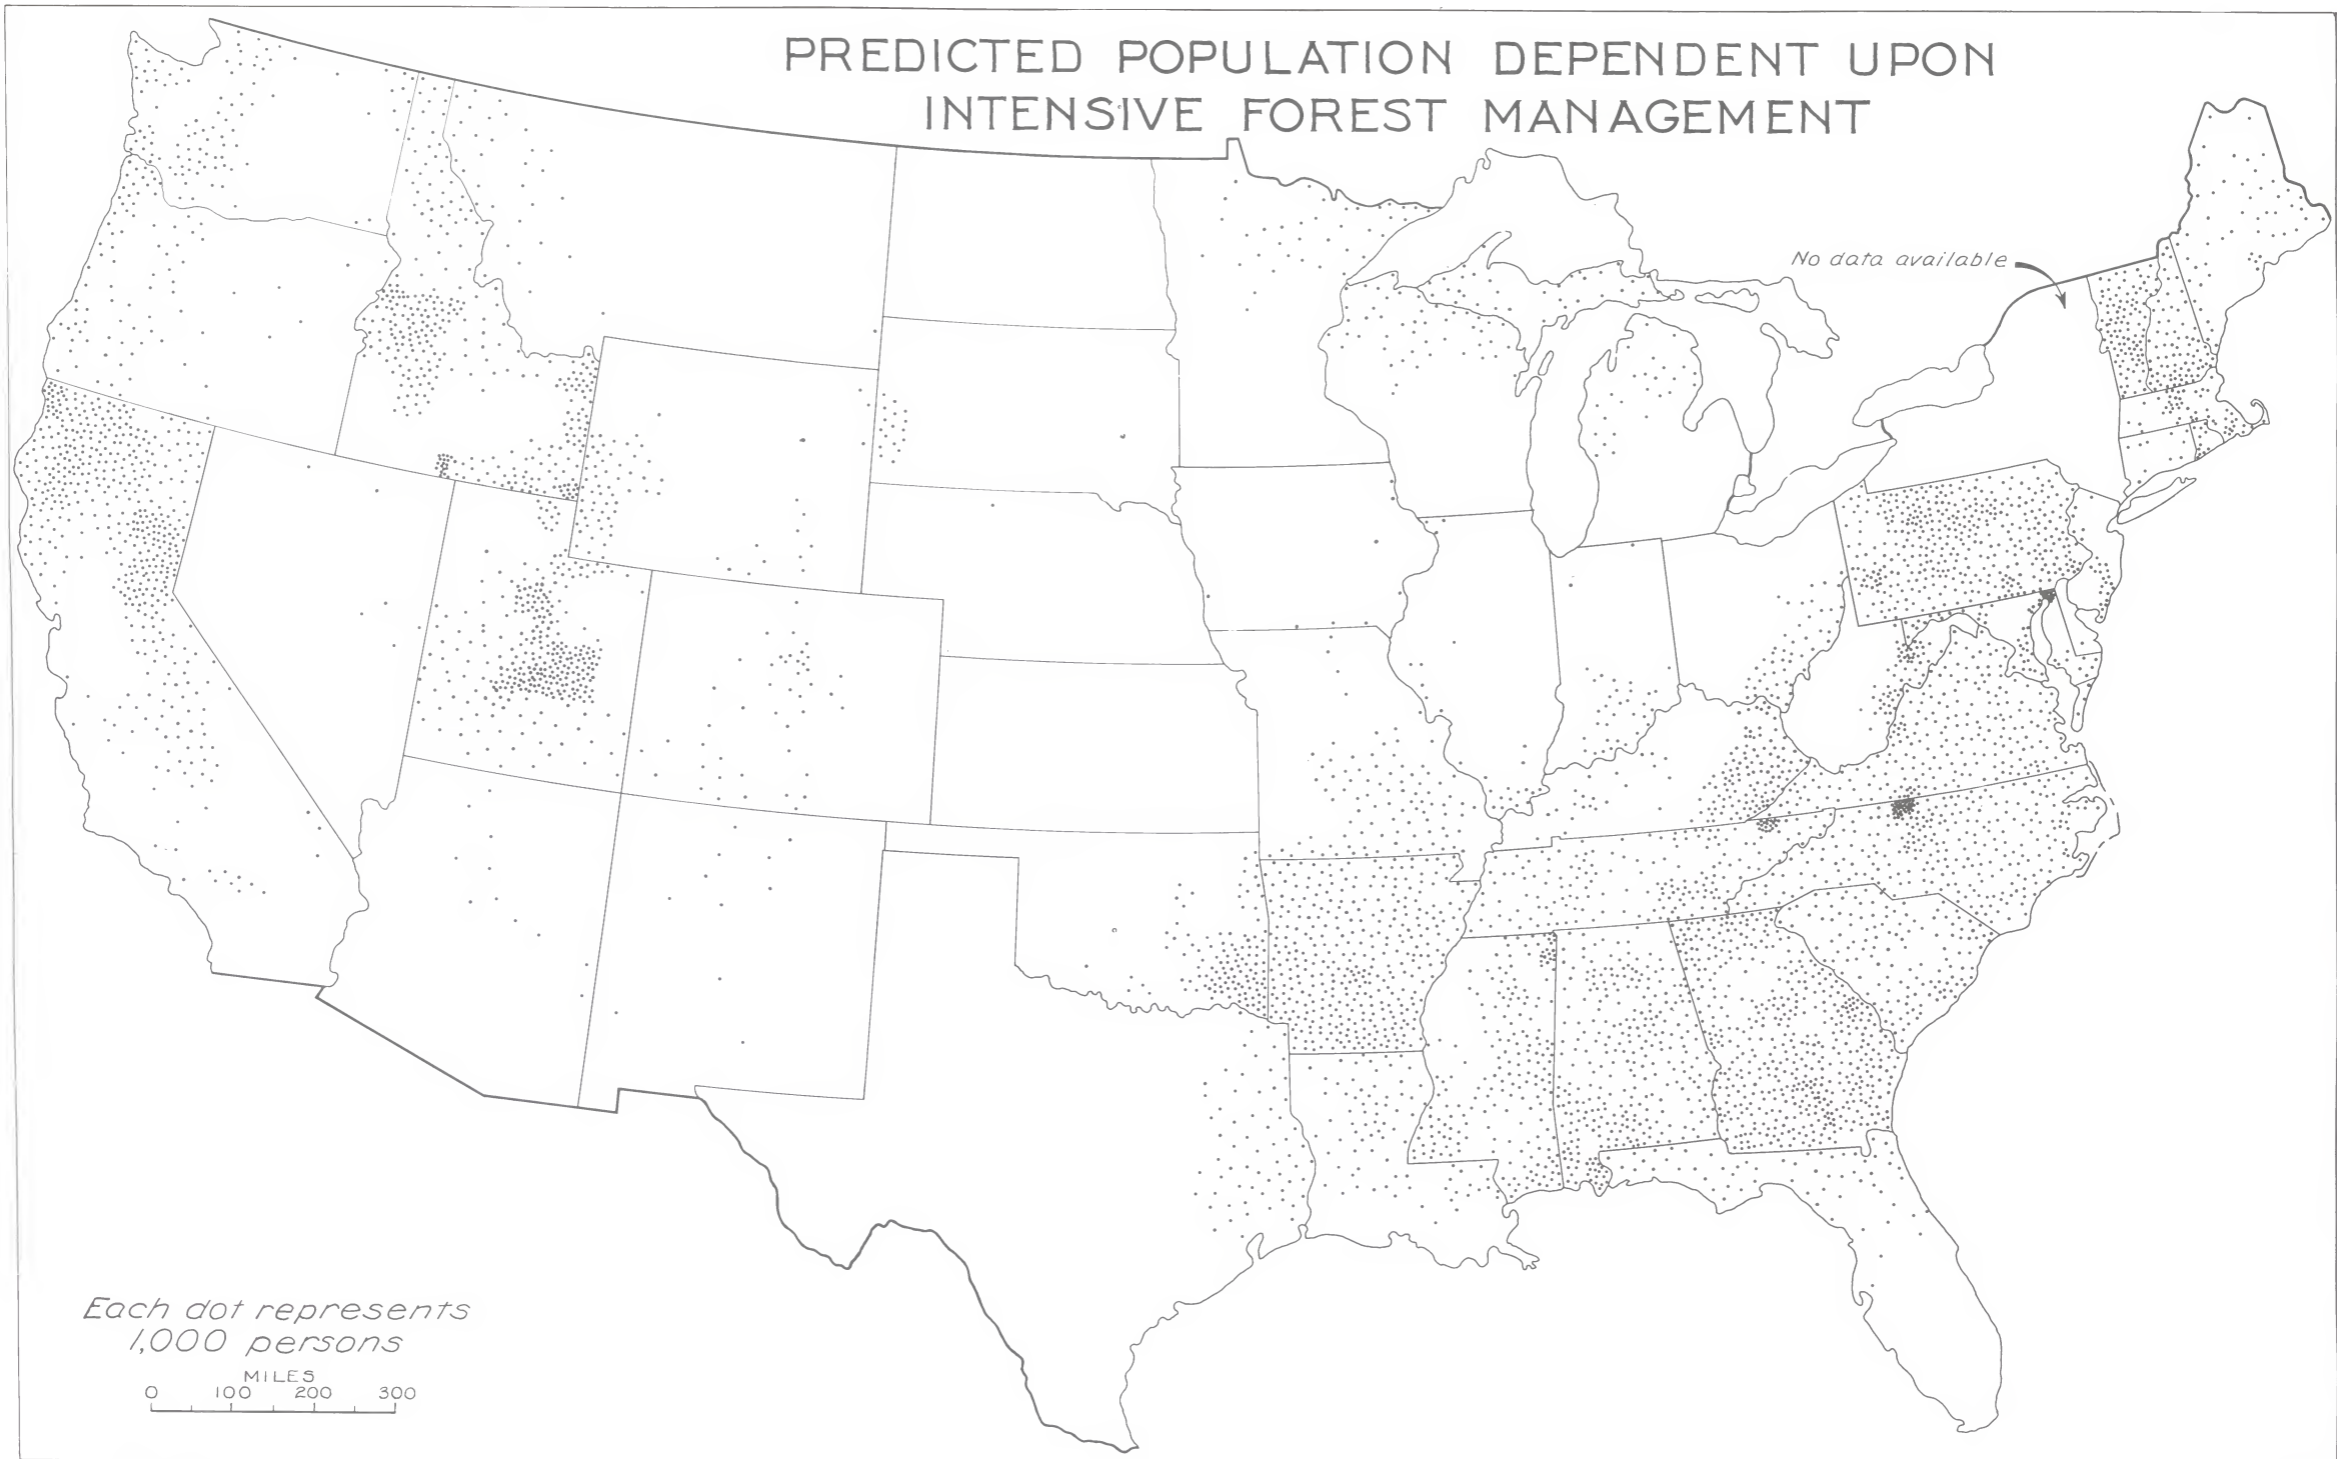 PREDICTED POPULATION DEPENDENT UPON
INTENSIVE FOREST MANAGEMENT
No data available
Each dot represents
1,000 persons
MILES
0 100 200 300